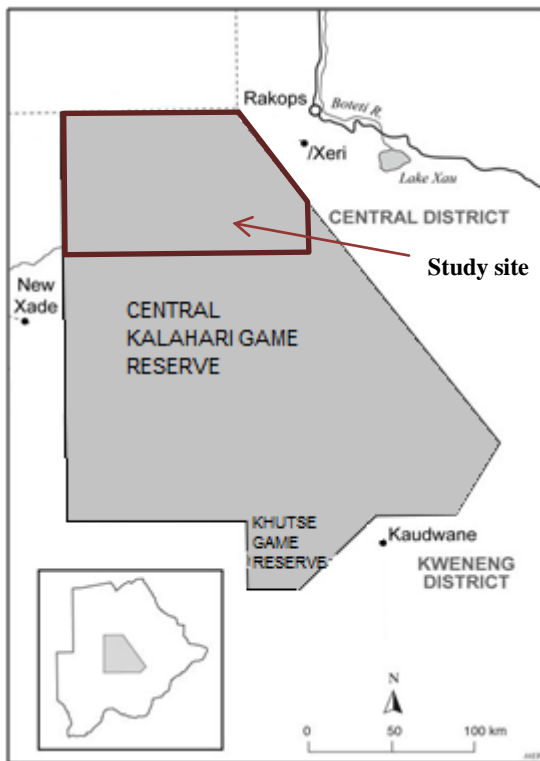 Rakops
Boteti R.
/Xeri
Lake Xau
CENTRAL DISTRICT
Study site
New
Xade
CENTRAL
KALAHARI GAME
RESERVE
KHUTSE
GAME
RESERVE
Kaudwane
KWENENG
DISTRICT
N
0 50 100 km